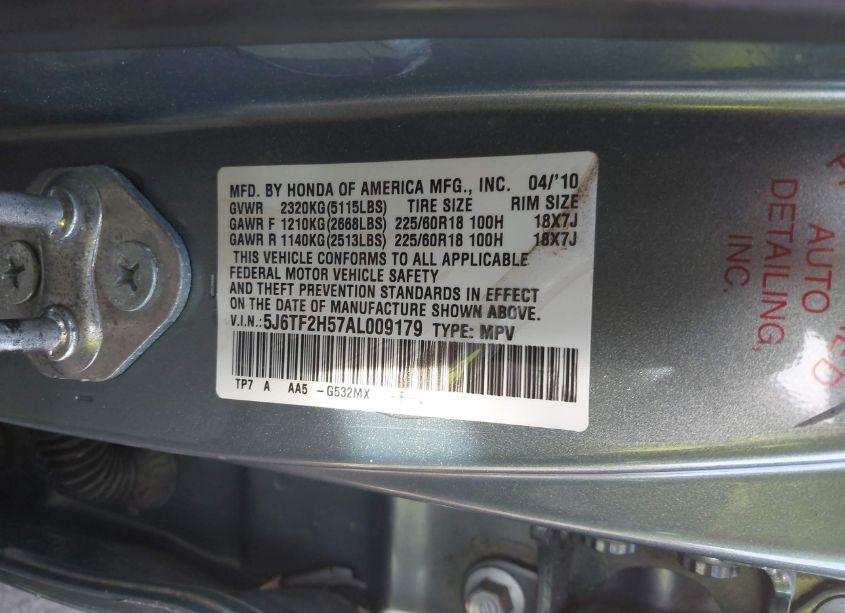 MFD. BY HONDA OF AMERICA MFG., INC. 04/'10
GVWR 2320KG(5115LBS) TIRE SIZE RIM SIZE
GAWR F 1210KG(2668LBS) 225/60R18 100H 18X7J
GAWR R 1140KG(2513LBS) 225/60R18 100H 18X7J
THIS VEHICLE CONFORMS TO ALL APPLICABLE
FEDERAL MOTOR VEHICLE SAFETY
AND THEFT PREVENTION STANDARDS IN EFFECT
ON THE DATE OF MANUFACTURE SHOWN ABOVE.
V.I.N.:5J6TF2H57AL009179 TYPE: MPV
TP7 A AA5 -G532MX
AUTO
DETAILING,
INC.